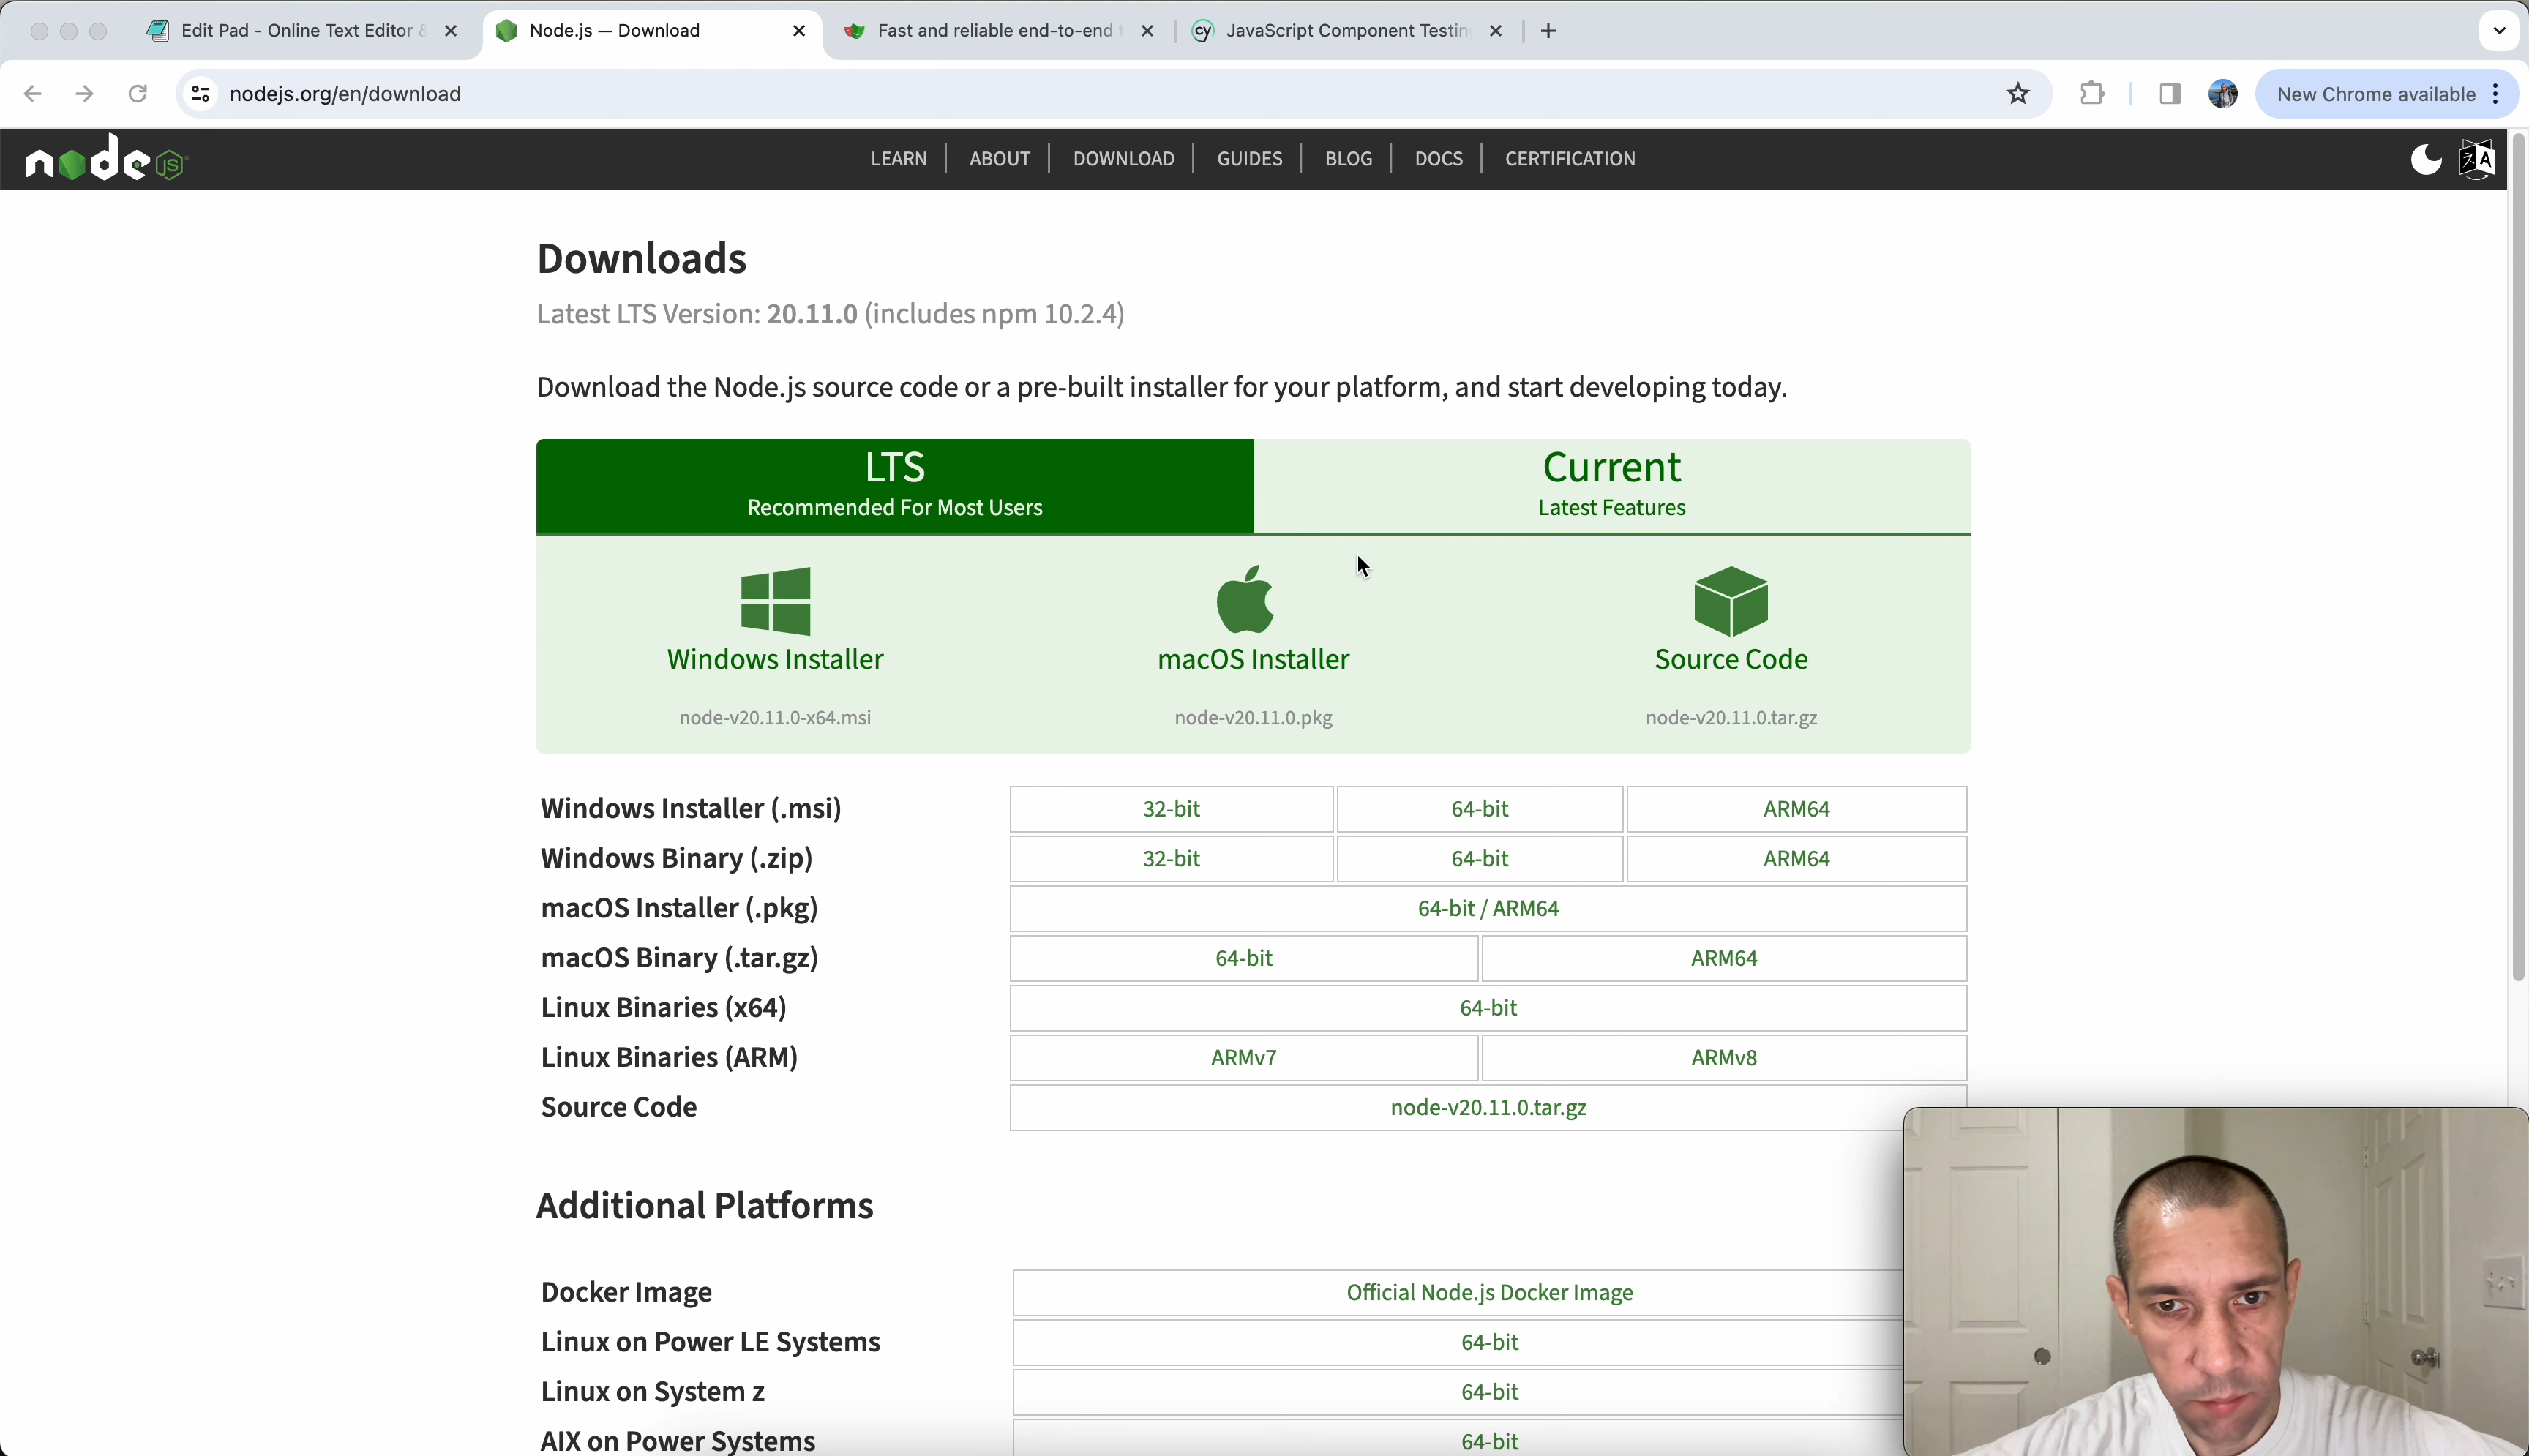 Edit Pad - Online Text Editor &
Node.js — Download
Fast and reliable end-to-end
cy
JavaScript Component Testin
nodejs.org/en/download
New Chrome available
node JS
LEARN
ABOUT
DOWNLOAD
GUIDES
BLOG
DOCS
CERTIFICATION
文A
Downloads
Latest LTS Version: 20.11.0 (includes npm 10.2.4)
Download the Node.js source code or a pre-built installer for your platform, and start developing today.
LTS
Recommended For Most Users
Current
Latest Features
Windows Installer
node-v20.11.0-x64.msi
macOS Installer
node-v20.11.0.pkg
Source Code
node-v20.11.0.tar.gz
Windows Installer (.msi) 32-bit 64-bit ARM64
Windows Binary (.zip) 32-bit 64-bit ARM64
macOS Installer (.pkg) 64-bit / ARM64
macOS Binary (.tar.gz) 64-bit ARM64
Linux Binaries (x64) 64-bit
Linux Binaries (ARM) ARMv7 ARMv8
Source Code node-v20.11.0.tar.gz
Additional Platforms
Docker Image Official Node.js Docker Image
Linux on Power LE Systems 64-bit
Linux on System z 64-bit
AIX on Power Systems 64-bit